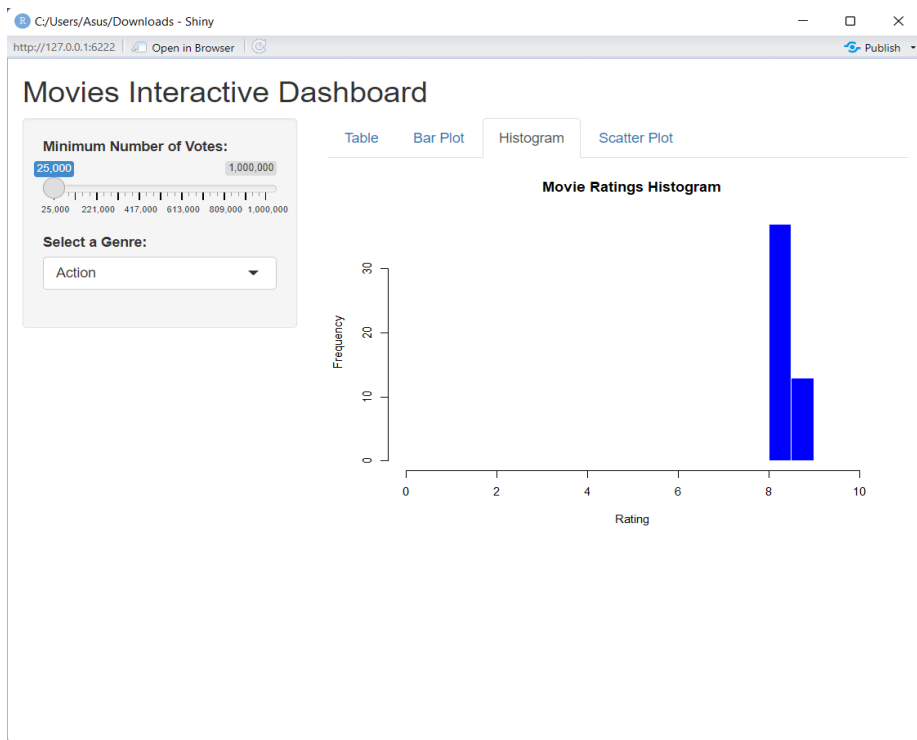 R C:/Users/Asus/Downloads - Shiny
http://127.0.0.1:6222 Open in Browser Publish
Movies Interactive Dashboard
Minimum Number of Votes:
25,000 1,000,000
25,000 221,000 417,000 613,000 809,000 1,000,000
Select a Genre:
Action
Table Bar Plot Histogram Scatter Plot
Movie Ratings Histogram
Frequency
30
20
10
0
0 2 4 6 8 10
Rating